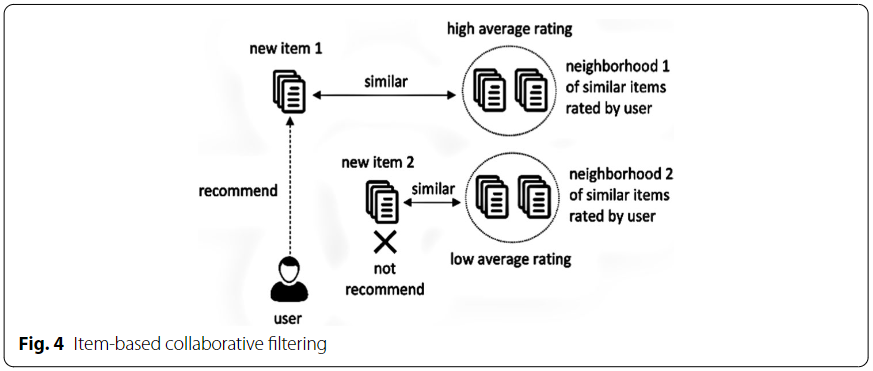 high average rating
new item 1
similar
neighborhood 1
of similar items
rated by user
new item 2
similar
neighborhood 2
of similar items
rated by user
recommend
not
recommend
low average rating
user
Fig. 4 Item-based collaborative filtering